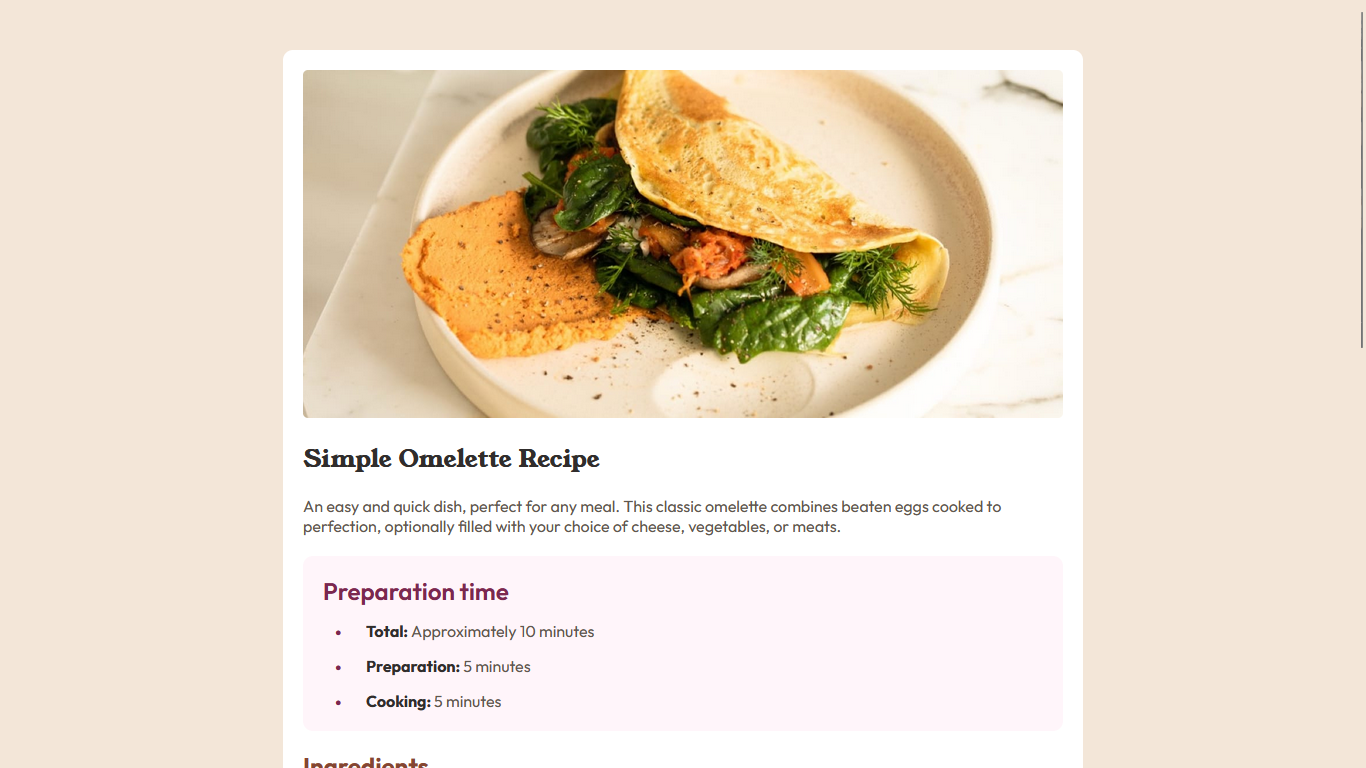 Simple Omelette Recipe
An easy and quick dish, perfect for any meal. This classic omelette combines beaten eggs cooked to
perfection, optionally filled with your choice of cheese, vegetables, or meats.
Preparation time
• Total: Approximately 10 minutes
• Preparation: 5 minutes
• Cooking: 5 minutes
Ingredients